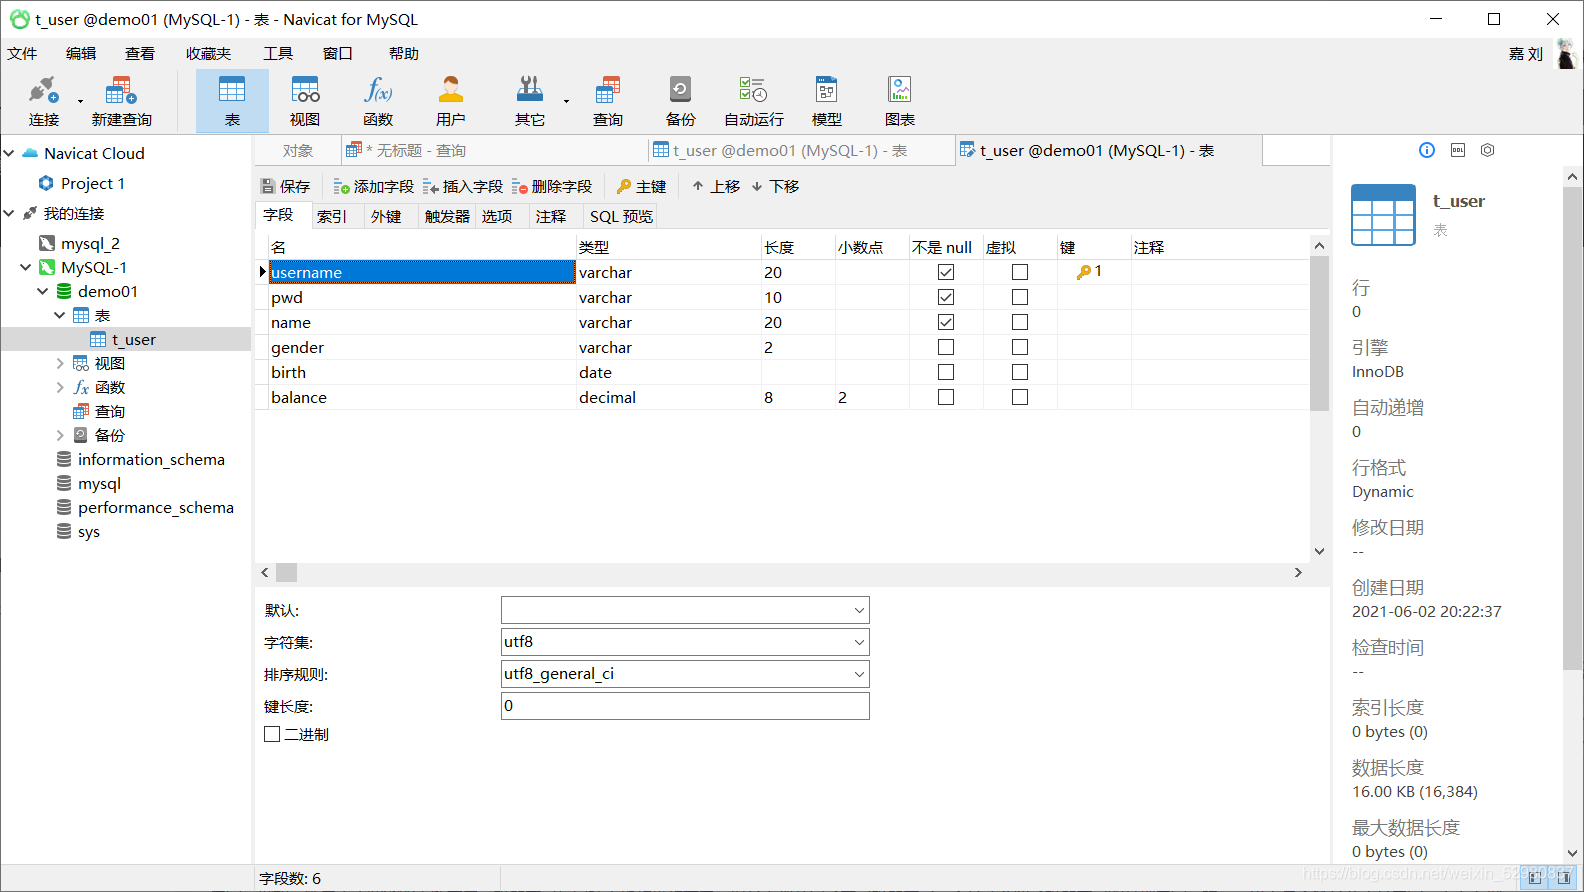 t_user @demo01 (MySQL-1) - 表 - Navicat for MySQL
文件 编辑 查看 收藏夹 工具 窗口 帮助 嘉 刘
连接 新建查询 表 视图 函数 用户 其它 查询 备份 自动运行 模型 图表
Navicat Cloud
Project 1
我的连接
mysql_2
MySQL-1
demo01
表
t_user
视图
函数
查询
备份
information_schema
mysql
performance_schema
sys
对象 * 无标题 - 查询 t_user @demo01 (MySQL-1) - 表 t_user @demo01 (MySQL-1) - 表
保存 添加字段 插入字段 删除字段 主键 上移 下移
字段 索引 外键 触发器 选项 注释 SQL 预览
名 类型 长度 小数点 不是 null 虚拟 键 注释
username varchar 20 1
pwd varchar 10
name varchar 20
gender varchar 2
birth date
balance decimal 8 2
默认:
字符集: utf8
排序规则: utf8_general_ci
键长度: 0
二进制
t_user
表
行
0
引擎
InnoDB
自动递增
0
行格式
Dynamic
修改日期
--
创建日期
2021-06-02 20:22:37
检查时间
--
索引长度
0 bytes (0)
数据长度
16.00 KB (16,384)
最大数据长度
0 bytes (0)
字段数: 6